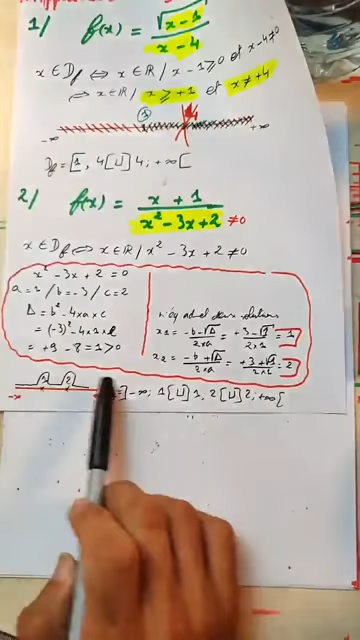 1/ f(x) = √(x-1) / (x-4)
x ∈ Df ⟺ x ∈ ℝ / x - 1 ≥ 0 et x - 4 ≠ 0
⟺ x ∈ ℝ / x ≥ +1 et x ≠ +4
-∞ 1 4 +∞
Df = [1, 4[ U ]4; +∞[
2/ f(x) = (x + 1) / (x² - 3x + 2) ≠ 0
x ∈ Df ⟺ x ∈ ℝ / x² - 3x + 2 ≠ 0
x² - 3x + 2 = 0
a = 1 / b = -3 / c = 2
Δ = b² - 4×a×c
= (-3)² - 4×1×2
= +9 - 8 = 1 > 0
solutions
x1 = (-b-√Δ)/(2×a) = (+3-√1)/(2×1) = 1
x2 = (-b+√Δ)/(2×a) = (+3+√1)/(2×1) = 2
-∞ 1 2
= ]-∞; 1[ U ]1, 2[ U ]2; +∞[